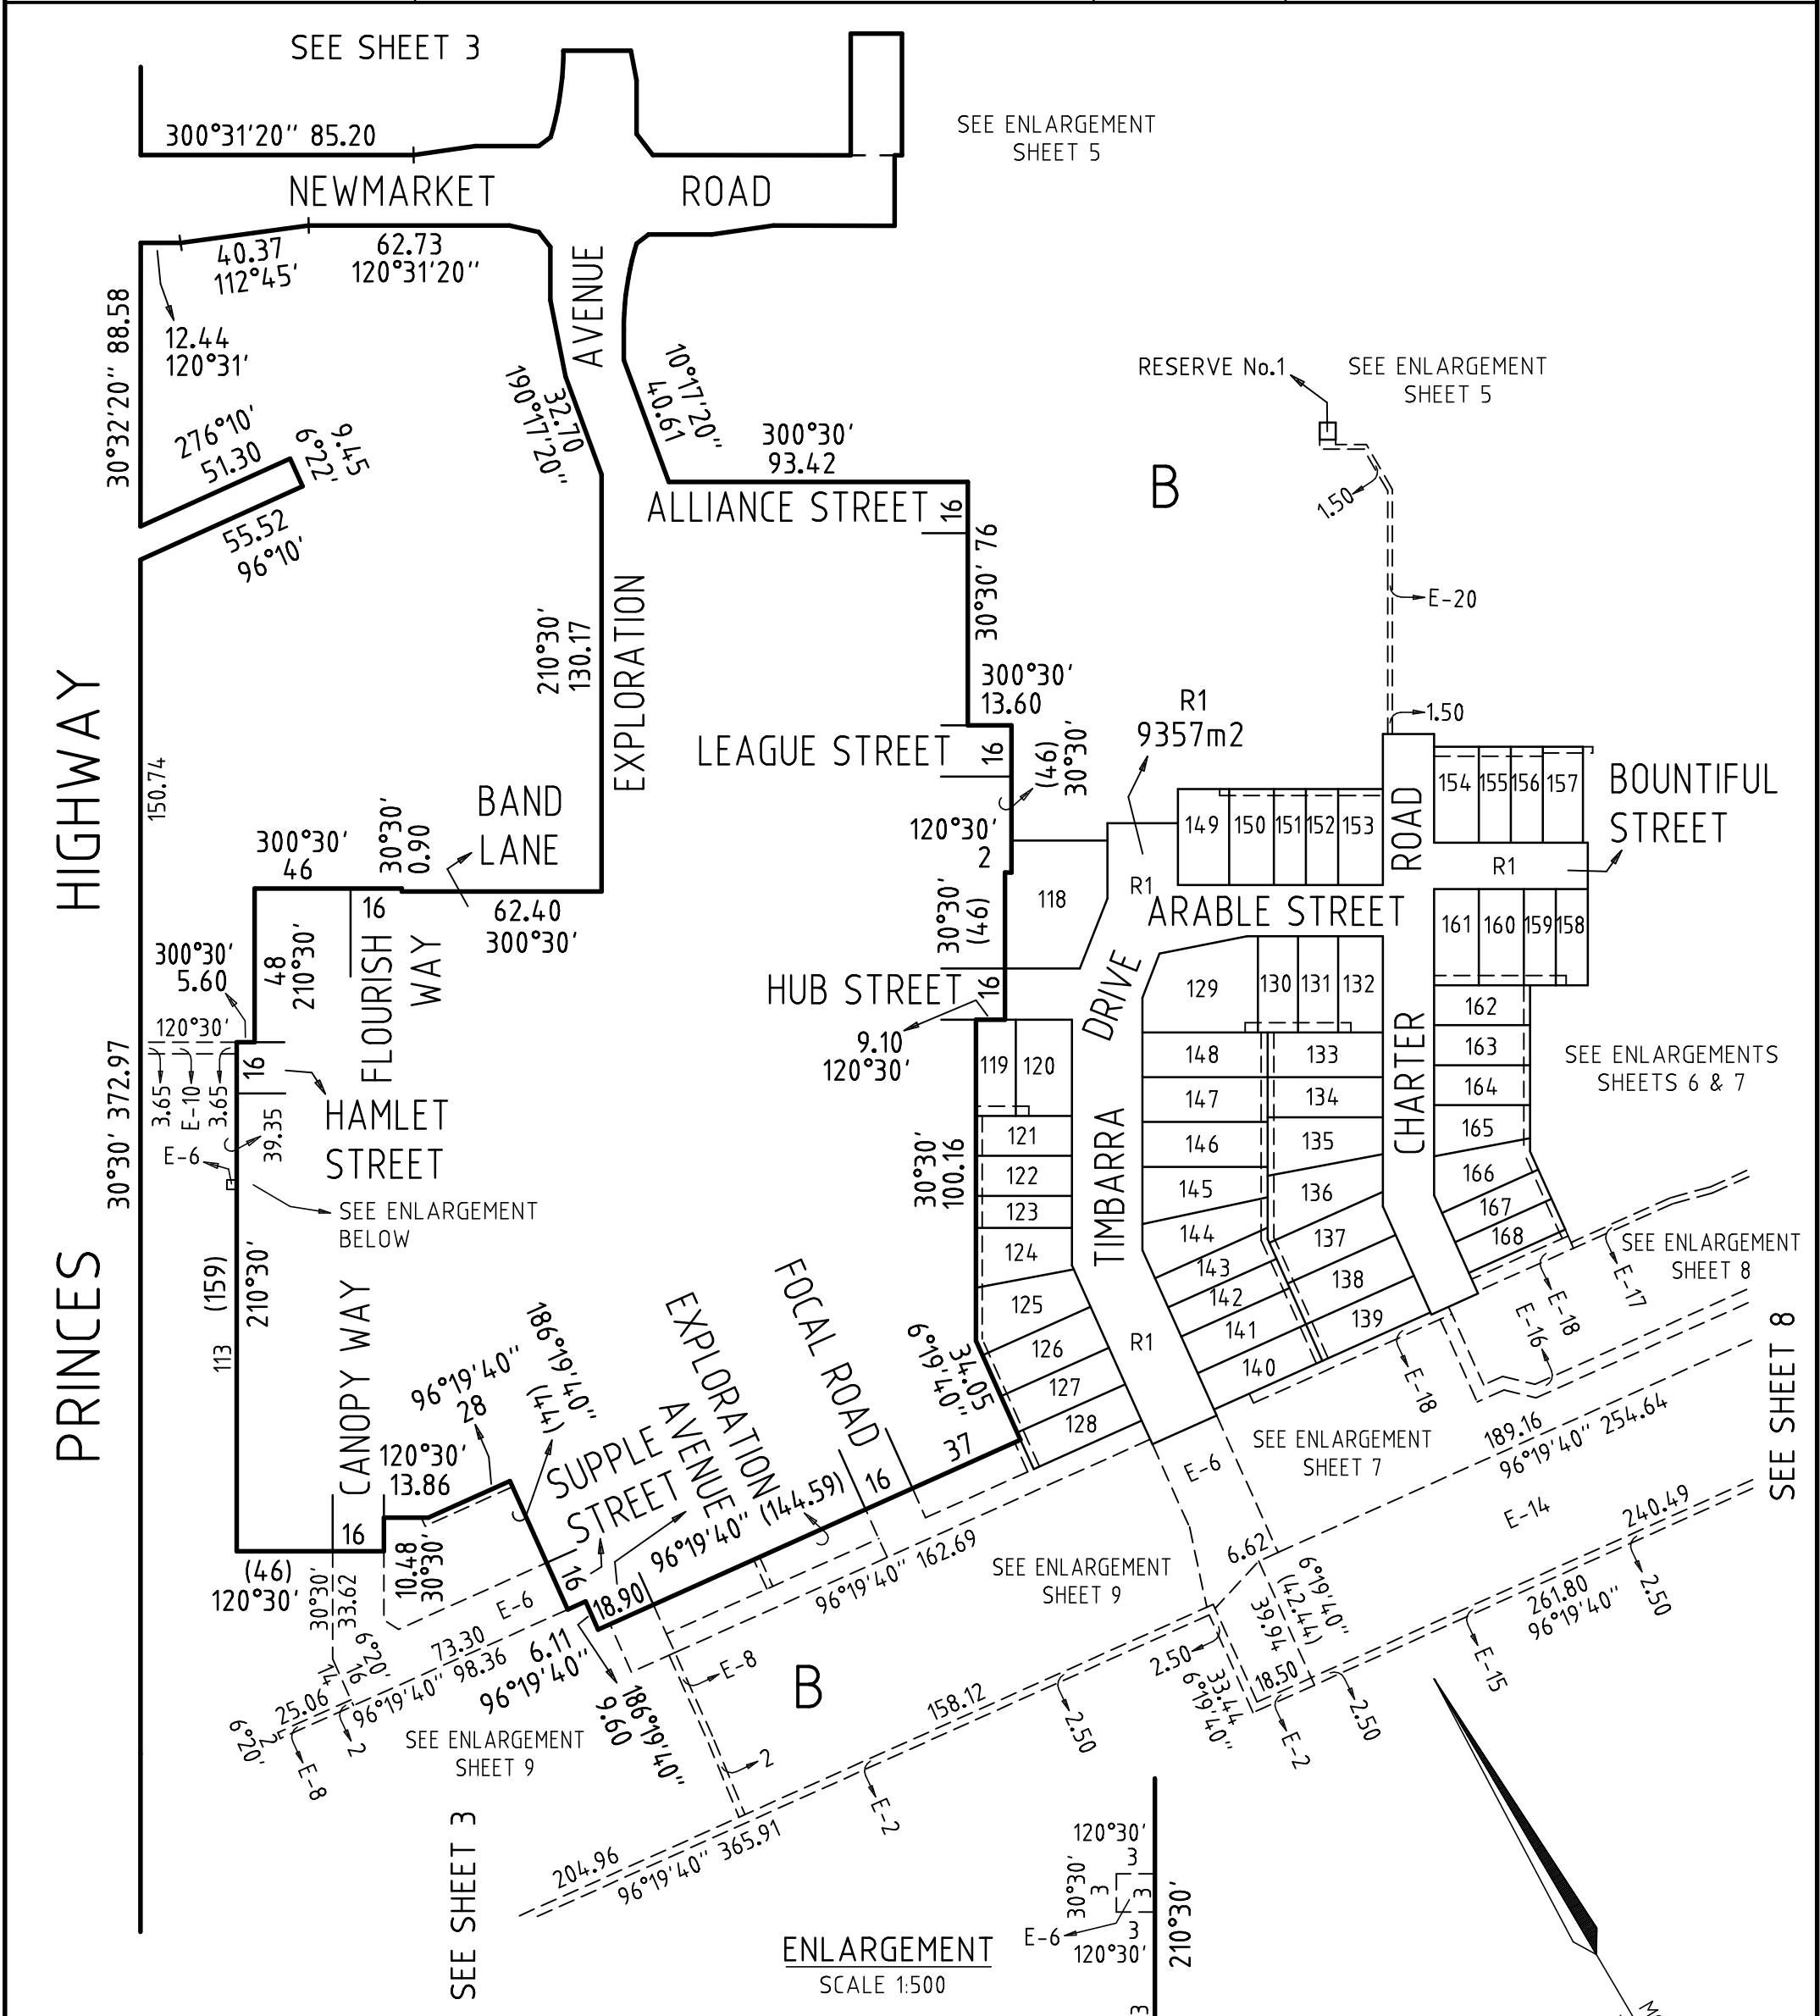 SEE SHEET 3
SEE ENLARGEMENT
SHEET 5
300°31'20" 85.20
NEWMARKET ROAD
40.37
112°45'
62.73
120°31'20"
12.44
120°31'
30°32'20" 88.58
AVENUE
276°10'
51.30
9.45
6°22'
55.52
96°10'
32.70
190°17'20"
10°17'20"
40.61
300°30'
93.42
ALLIANCE STREET
16
30°30' 76
RESERVE No.1
SEE ENLARGEMENT
SHEET 5
1.50
B
E-20
1.50
210°30'
130.17
EXPLORATION
300°30'
13.60
LEAGUE STREET
16
(46)
30°30'
R1
9357m2
PRINCES HIGHWAY
150.74
30°30' 372.97
BAND
LANE
300°30'
46
30°30'
0.90
62.40
300°30'
16
FLOURISH
WAY
48
210°30'
300°30'
5.60
120°30'
3.65
E-10
3.65
16
39.35
HAMLET
STREET
E-6
SEE ENLARGEMENT
BELOW
(159)
210°30'
113
120°30'
2
30°30'
(46)
118
R1
HUB STREET
16
9.10
120°30'
149
150
151
152
153
154
155
156
157
BOUNTIFUL
STREET
R1
ROAD
ARABLE STREET
161
160
159
158
DRIVE
129
130
131
132
162
163
164
165
166
167
168
CHARTER
SEE ENLARGEMENTS
SHEETS 6 & 7
119
120
121
122
123
124
125
126
127
128
30°30'
100.16
TIMBARRA
R1
148
147
146
145
144
143
142
141
140
133
134
135
136
137
138
139
SEE ENLARGEMENT
SHEET 8
E-17
E-18
E-16
E-18
SEE SHEET 8
34.05
6°19'40"
37
FOCAL ROAD
16
EXPLORATION
AVENUE
SUPPLE
STREET
186°19'40"
(44)
96°19'40"
28
120°30'
13.86
CANOPY WAY
16
(46)
120°30'
10.48
30°30'
30°30'
33.62
16
18.90
96°19'40" (144.59)
96°19'40" 162.69
SEE ENLARGEMENT
SHEET 7
E-6
189.16
96°19'40" 254.64
E-14
240.49
2.50
261.80
96°19'40"
E-15
SEE ENLARGEMENT
SHEET 9
6.62
6°19'40"
(42.44)
39.94
18.50
2.50
33.44
6°19'40"
E-2
2.50
E-6
73.30
96°19'40" 98.36
6°20'
16
14
25.06
2
6°20'
E-8
2
6.11
96°19'40"
186°19'40"
9.60
SEE ENLARGEMENT
SHEET 9
E-8
2
B
158.12
2.50
E-2
204.96
96°19'40" 365.91
SEE SHEET 3
ENLARGEMENT
SCALE 1:500
120°30'
3
30°30'
3
3
E-6
3
120°30'
210°30'
3